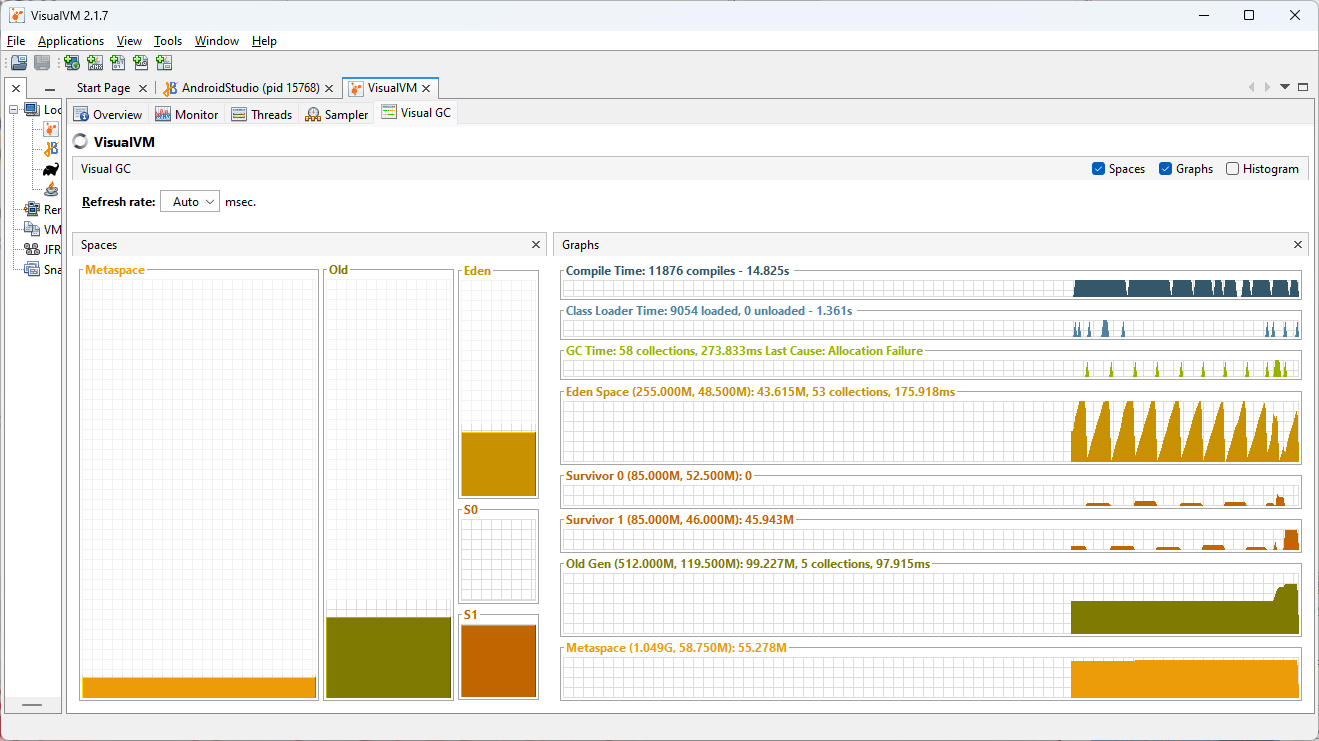 VisualVM 2.1.7
File Applications View Tools Window Help
Start Page AndroidStudio (pid 15768) VisualVM
Loc
Rer
VM
JFR
Sna
Overview Monitor Threads Sampler Visual GC
VisualVM
Visual GC Spaces Graphs Histogram
Refresh rate: Auto msec.
Spaces
Metaspace Old Eden
S0
S1
Graphs
Compile Time: 11876 compiles - 14.825s
Class Loader Time: 9054 loaded, 0 unloaded - 1.361s
GC Time: 58 collections, 273.833ms Last Cause: Allocation Failure
Eden Space (255.000M, 48.500M): 43.615M, 53 collections, 175.918ms
Survivor 0 (85.000M, 52.500M): 0
Survivor 1 (85.000M, 46.000M): 45.943M
Old Gen (512.000M, 119.500M): 99.227M, 5 collections, 97.915ms
Metaspace (1.049G, 58.750M): 55.278M